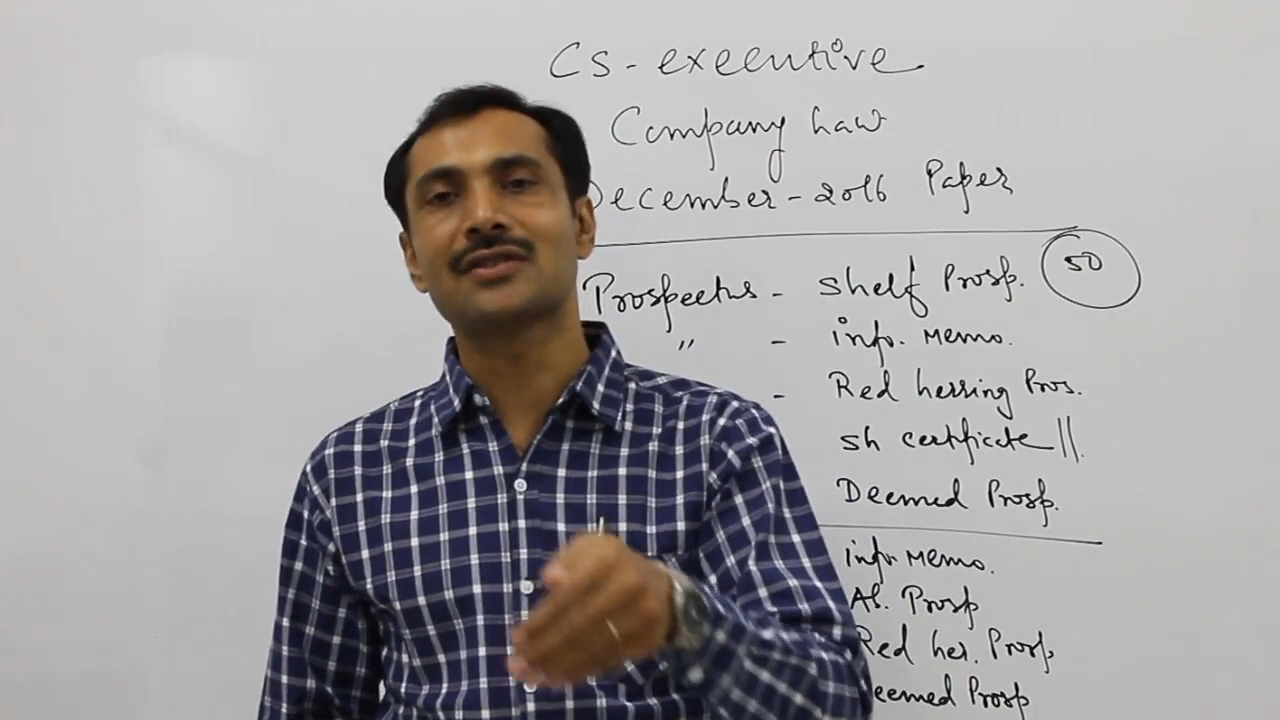 CS - executive
Company Law
December - 2016 Paper
Prospectus - Shelf Prosp. 50
" - info. Memo.
- Red herring Pros.
sh certificate ||.
Deemed Prosp.
info Memo.
Ab. Prosp
Red her. Prosp
eemed Prosp